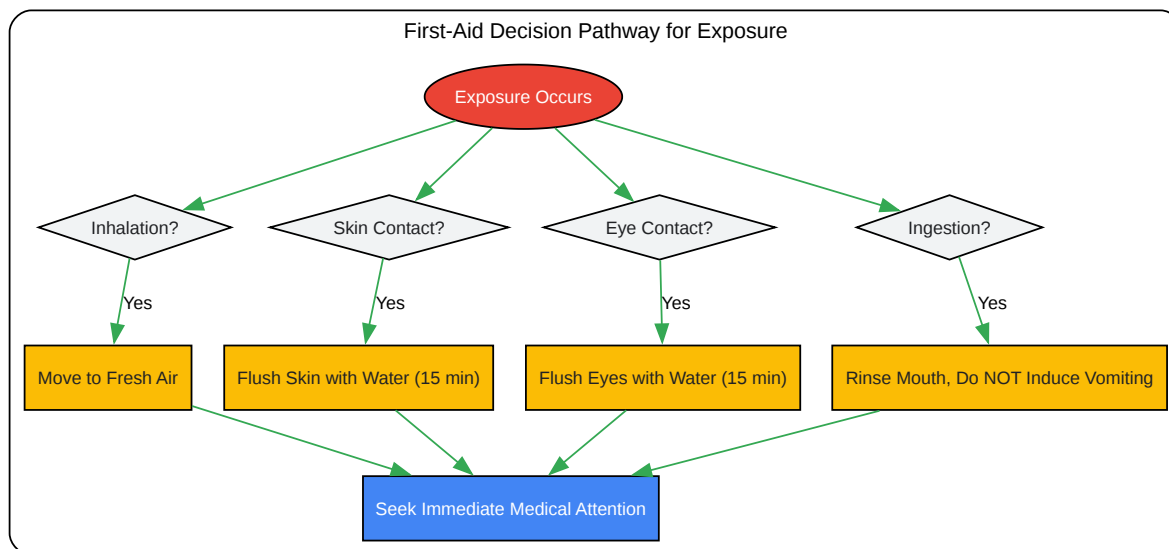 First-Aid Decision Pathway for Exposure
Exposure Occurs
Inhalation?
Skin Contact?
Eye Contact?
Ingestion?
Yes
Yes
Yes
Yes
Move to Fresh Air
Flush Skin with Water (15 min)
Flush Eyes with Water (15 min)
Rinse Mouth, Do NOT Induce Vomiting
Seek Immediate Medical Attention